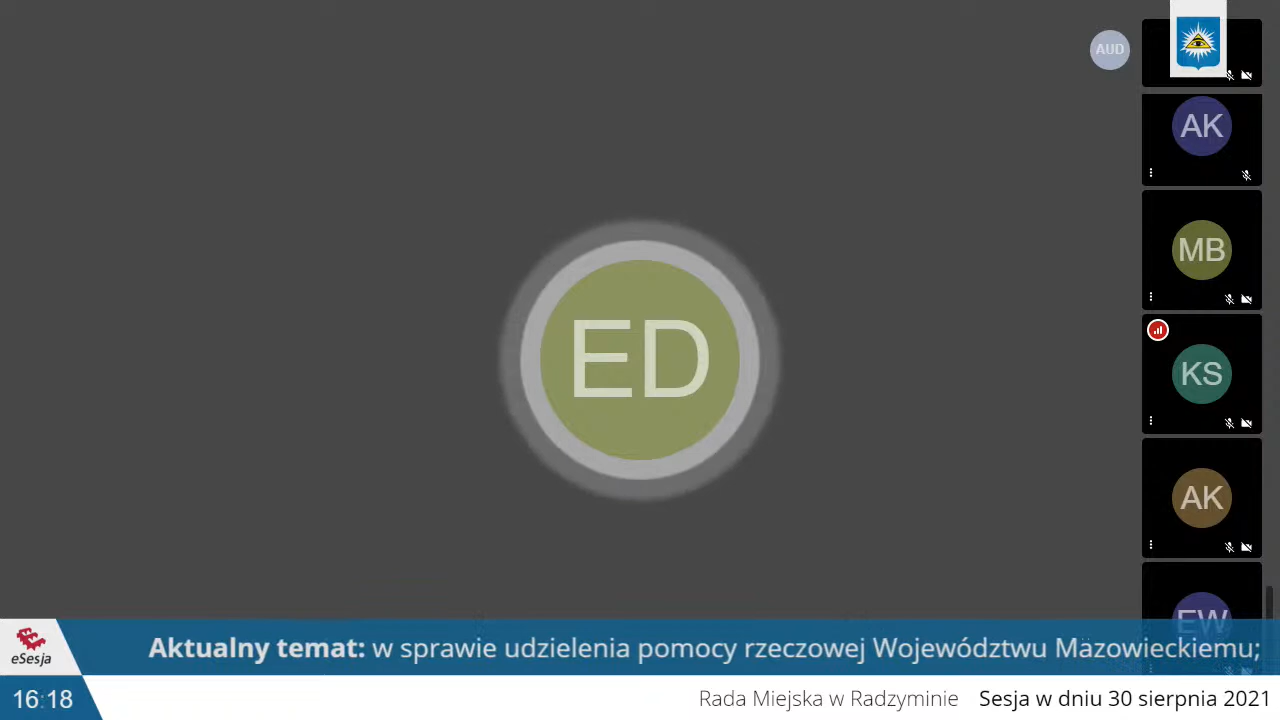 AUD
AK
MB
KS
ED
AK
EW
Aktualny temat: w sprawie udzielenia pomocy rzeczowej Województwu Mazowieckiemu;
eSesja
16:18
Rada Miejska w Radzyminie Sesja w dniu 30 sierpnia 2021